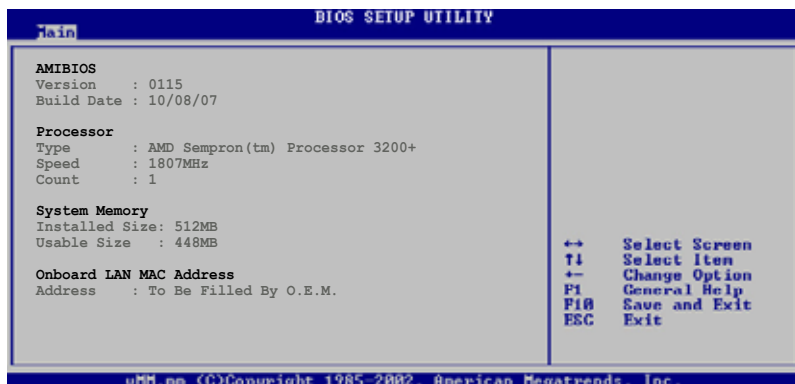 BIOS SETUP UTILITY
Main
AMIBIOS
Version : 0115
Build Date : 10/08/07
Processor
Type : AMD Sempron(tm) Processor 3200+
Speed : 1807MHz
Count : 1
System Memory
Installed Size: 512MB
Usable Size : 448MB
Onboard LAN MAC Address
Address : To Be Filled By O.E.M.
↔ Select Screen
↑↓ Select Item
+- Change Option
F1 General Help
F10 Save and Exit
ESC Exit
(C)Copyright 1985-2002, American Megatrends, Inc.